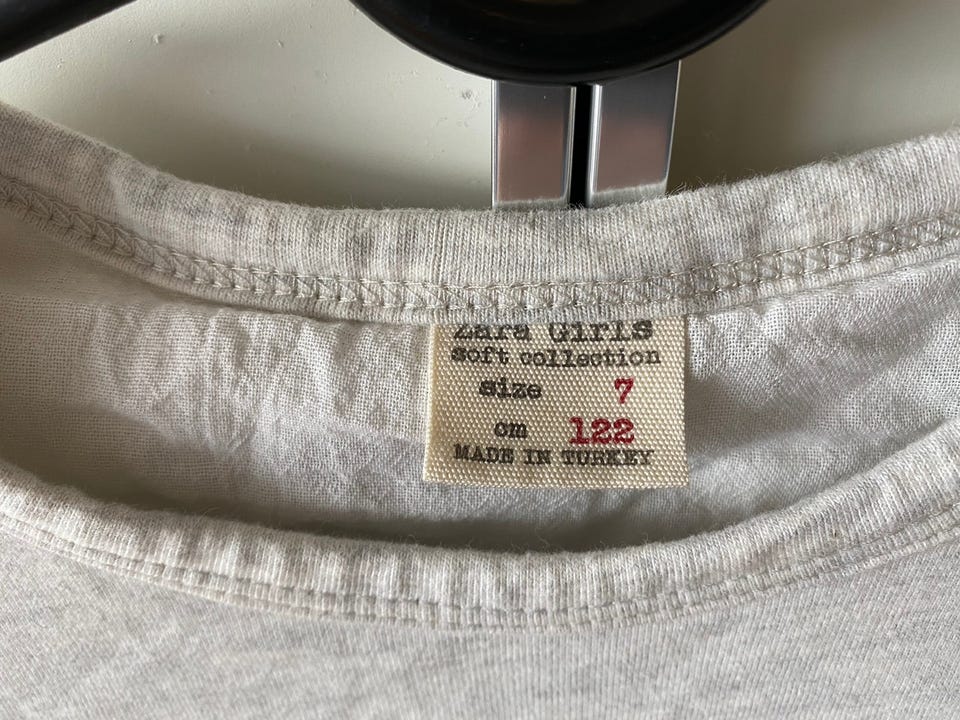 Zara Girls
soft collection
size 7
cm 122
MADE IN TURKEY